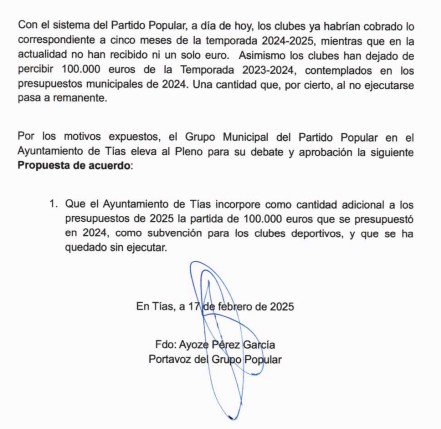 Con el sistema del Partido Popular, a día de hoy, los clubes ya habrían cobrado lo
correspondiente a cinco meses de la temporada 2024-2025, mientras que en la
actualidad no han recibido ni un solo euro. Asimismo los clubes han dejado de
percibir 100.000 euros de la Temporada 2023-2024, contemplados en los
presupuestos municipales de 2024. Una cantidad que, por cierto, al no ejecutarse
pasa a remanente.
Por los motivos expuestos, el Grupo Municipal del Partido Popular en el
Ayuntamiento de Tías eleva al Pleno para su debate y aprobación la siguiente
Propuesta de acuerdo:
1. Que el Ayuntamiento de Tías incorpore como cantidad adicional a los
presupuestos de 2025 la partida de 100.000 euros que se presupuestó
en 2024, como subvención para los clubes deportivos, y que se ha
quedado sin ejecutar.
En Tías, a 17 de febrero de 2025
Fdo: Ayoze Pérez García
Portavoz del Grupo Popular